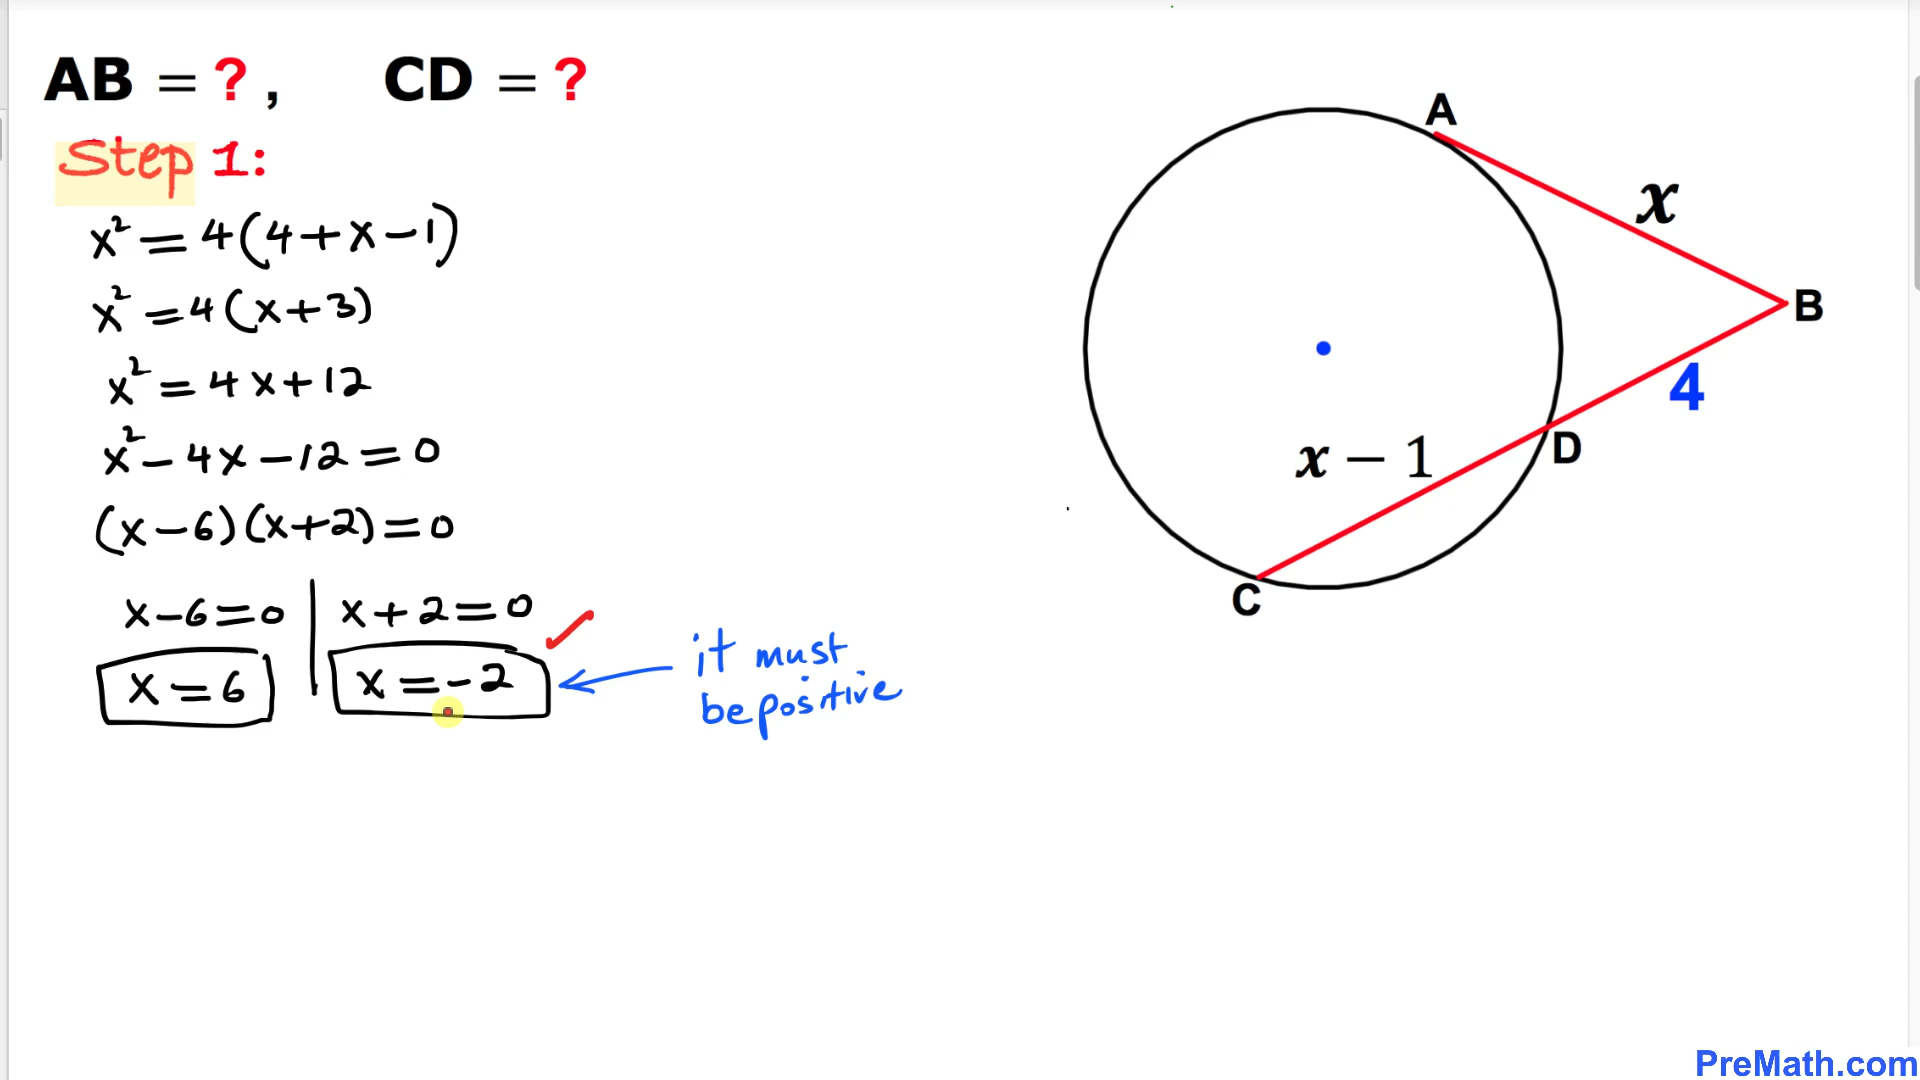 AB = ? , CD = ?
Step 1:
x² = 4(4+x-1)
x² = 4(x+3)
x² = 4x+12
x² - 4x - 12 = 0
(x-6)(x+2) = 0
x-6=0 | x+2=0
x = 6
x = -2
it must
be positive
A
x
B
4
D
x − 1
C
PreMath.com